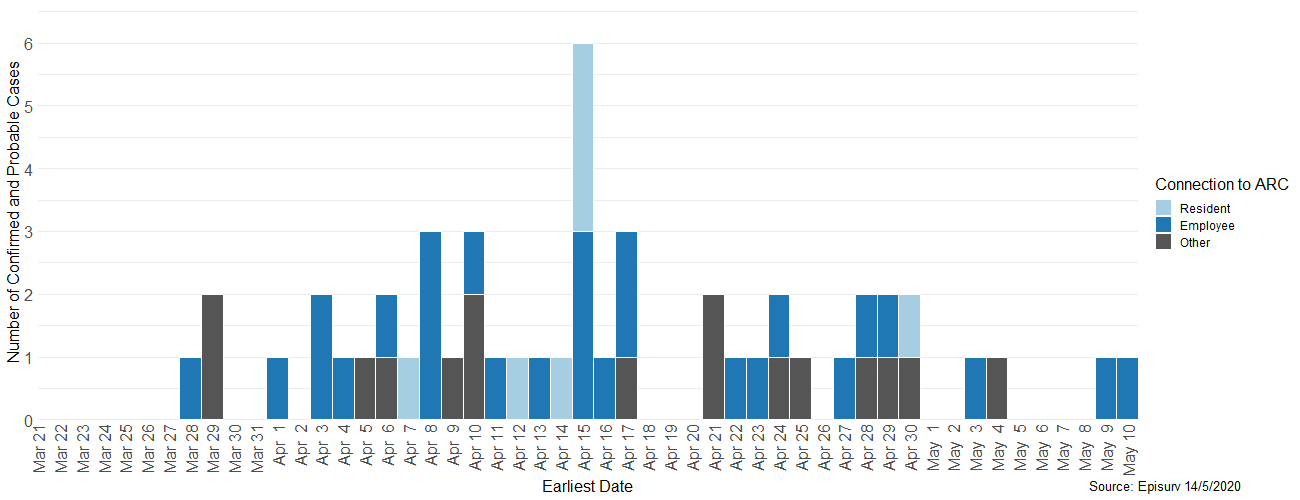 Number of Confirmed and Probable Cases
6
5
4
3
2
1
0
Mar 21
Mar 22
Mar 23
Mar 24
Mar 25
Mar 26
Mar 27
Mar 28
Mar 29
Mar 30
Mar 31
Apr 1
Apr 2
Apr 3
Apr 4
Apr 5
Apr 6
Apr 7
Apr 8
Apr 9
Apr 10
Apr 11
Apr 12
Apr 13
Apr 14
Apr 15
Apr 16
Apr 17
Apr 18
Apr 19
Apr 20
Apr 21
Apr 22
Apr 23
Apr 24
Apr 25
Apr 26
Apr 27
Apr 28
Apr 29
Apr 30
May 1
May 2
May 3
May 4
May 5
May 6
May 7
May 8
May 9
May 10
Earliest Date
Connection to ARC
Resident
Employee
Other
Source: Episurv 14/5/2020